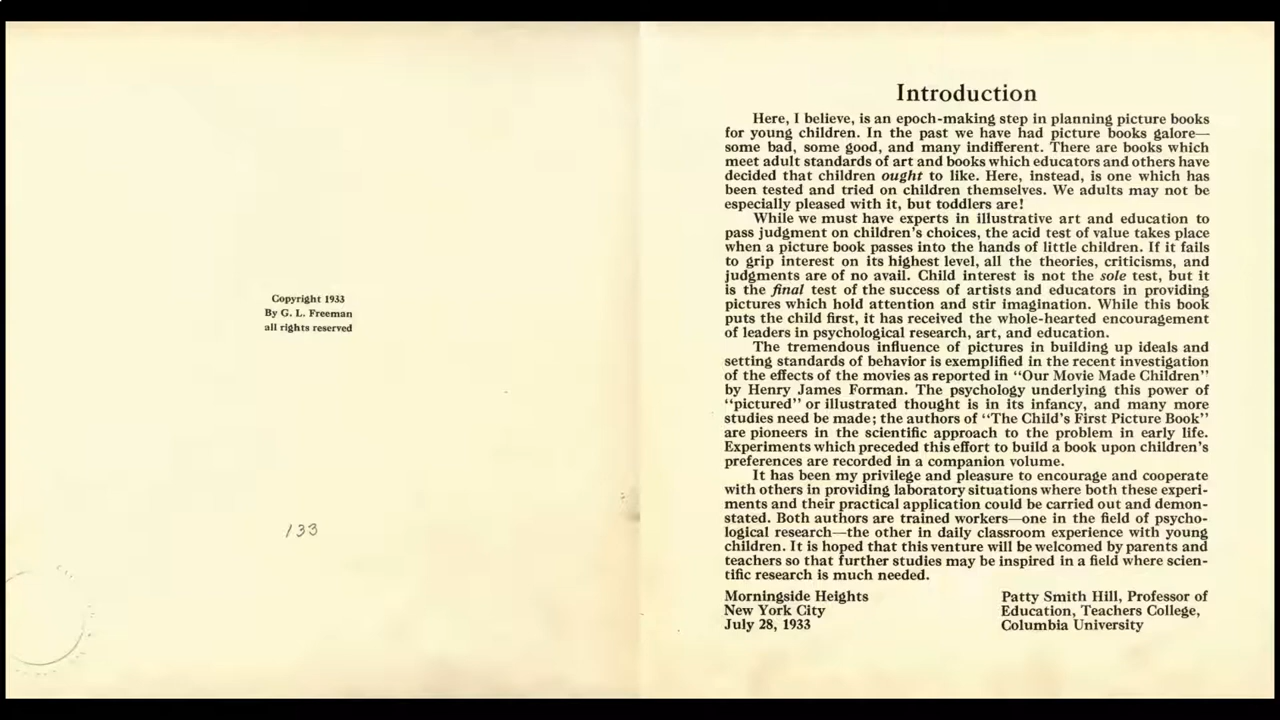 Copyright 1933
By G. L. Freeman
all rights reserved
133
Introduction
Here, I believe, is an epoch-making step in planning picture books
for young children. In the past we have had picture books galore—
some bad, some good, and many indifferent. There are books which
meet adult standards of art and books which educators and others have
decided that children ought to like. Here, instead, is one which has
been tested and tried on children themselves. We adults may not be
especially pleased with it, but toddlers are!
While we must have experts in illustrative art and education to
pass judgment on children's choices, the acid test of value takes place
when a picture book passes into the hands of little children. If it fails
to grip interest on its highest level, all the theories, criticisms, and
judgments are of no avail. Child interest is not the sole test, but it
is the final test of the success of artists and educators in providing
pictures which hold attention and stir imagination. While this book
puts the child first, it has received the whole-hearted encouragement
of leaders in psychological research, art, and education.
The tremendous influence of pictures in building up ideals and
setting standards of behavior is exemplified in the recent investigation
of the effects of the movies as reported in "Our Movie Made Children"
by Henry James Forman. The psychology underlying this power of
"pictured" or illustrated thought is in its infancy, and many more
studies need be made; the authors of "The Child's First Picture Book"
are pioneers in the scientific approach to the problem in early life.
Experiments which preceded this effort to build a book upon children's
preferences are recorded in a companion volume.
It has been my privilege and pleasure to encourage and cooperate
with others in providing laboratory situations where both these experi-
ments and their practical application could be carried out and demon-
stated. Both authors are trained workers—one in the field of psycho-
logical research—the other in daily classroom experience with young
children. It is hoped that this venture will be welcomed by parents and
teachers so that further studies may be inspired in a field where scien-
tific research is much needed.
Morningside Heights
New York City
July 28, 1933
Patty Smith Hill, Professor of
Education, Teachers College,
Columbia University